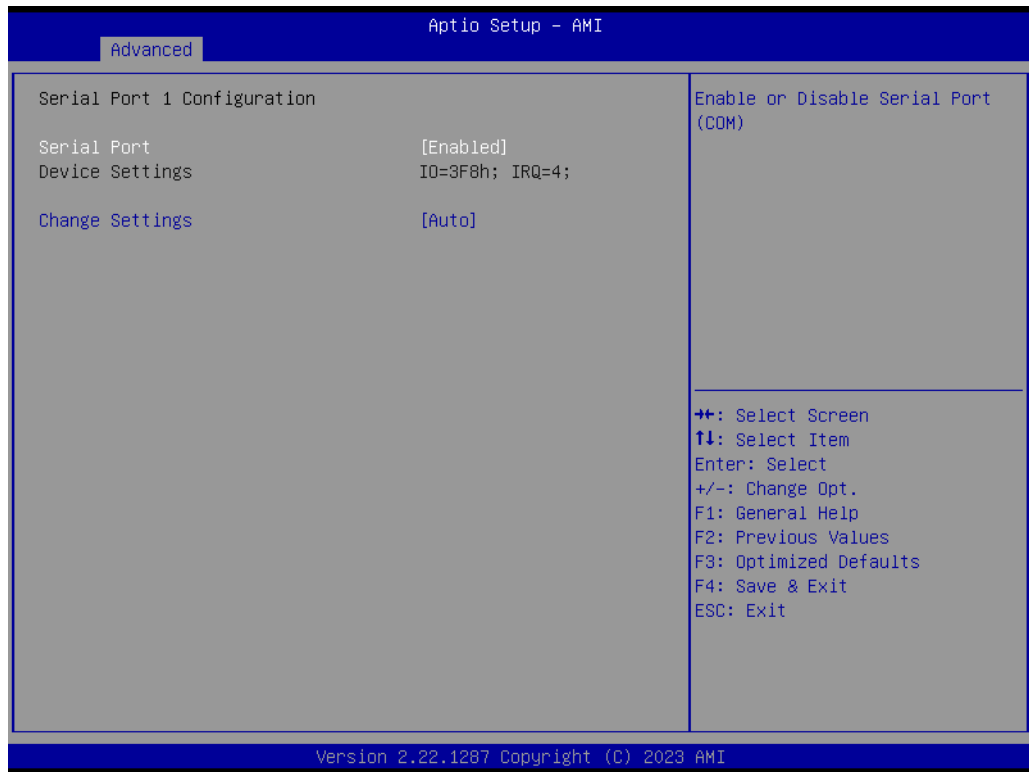 Aptio Setup – AMI
Advanced
Serial Port 1 Configuration
Serial Port [Enabled]
Device Settings IO=3F8h; IRQ=4;
Change Settings [Auto]
Enable or Disable Serial Port
(COM)
→←: Select Screen
↑↓: Select Item
Enter: Select
+/-: Change Opt.
F1: General Help
F2: Previous Values
F3: Optimized Defaults
F4: Save & Exit
ESC: Exit
Version 2.22.1287 Copyright (C) 2023 AMI